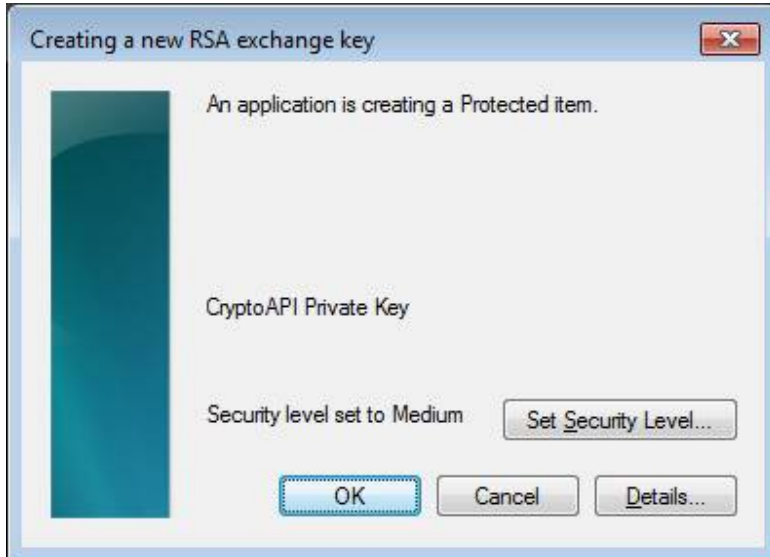 Creating a new RSA exchange key
An application is creating a Protected item.
CryptoAPI Private Key
Security level set to Medium
Set Security Level...
OK
Cancel
Details...